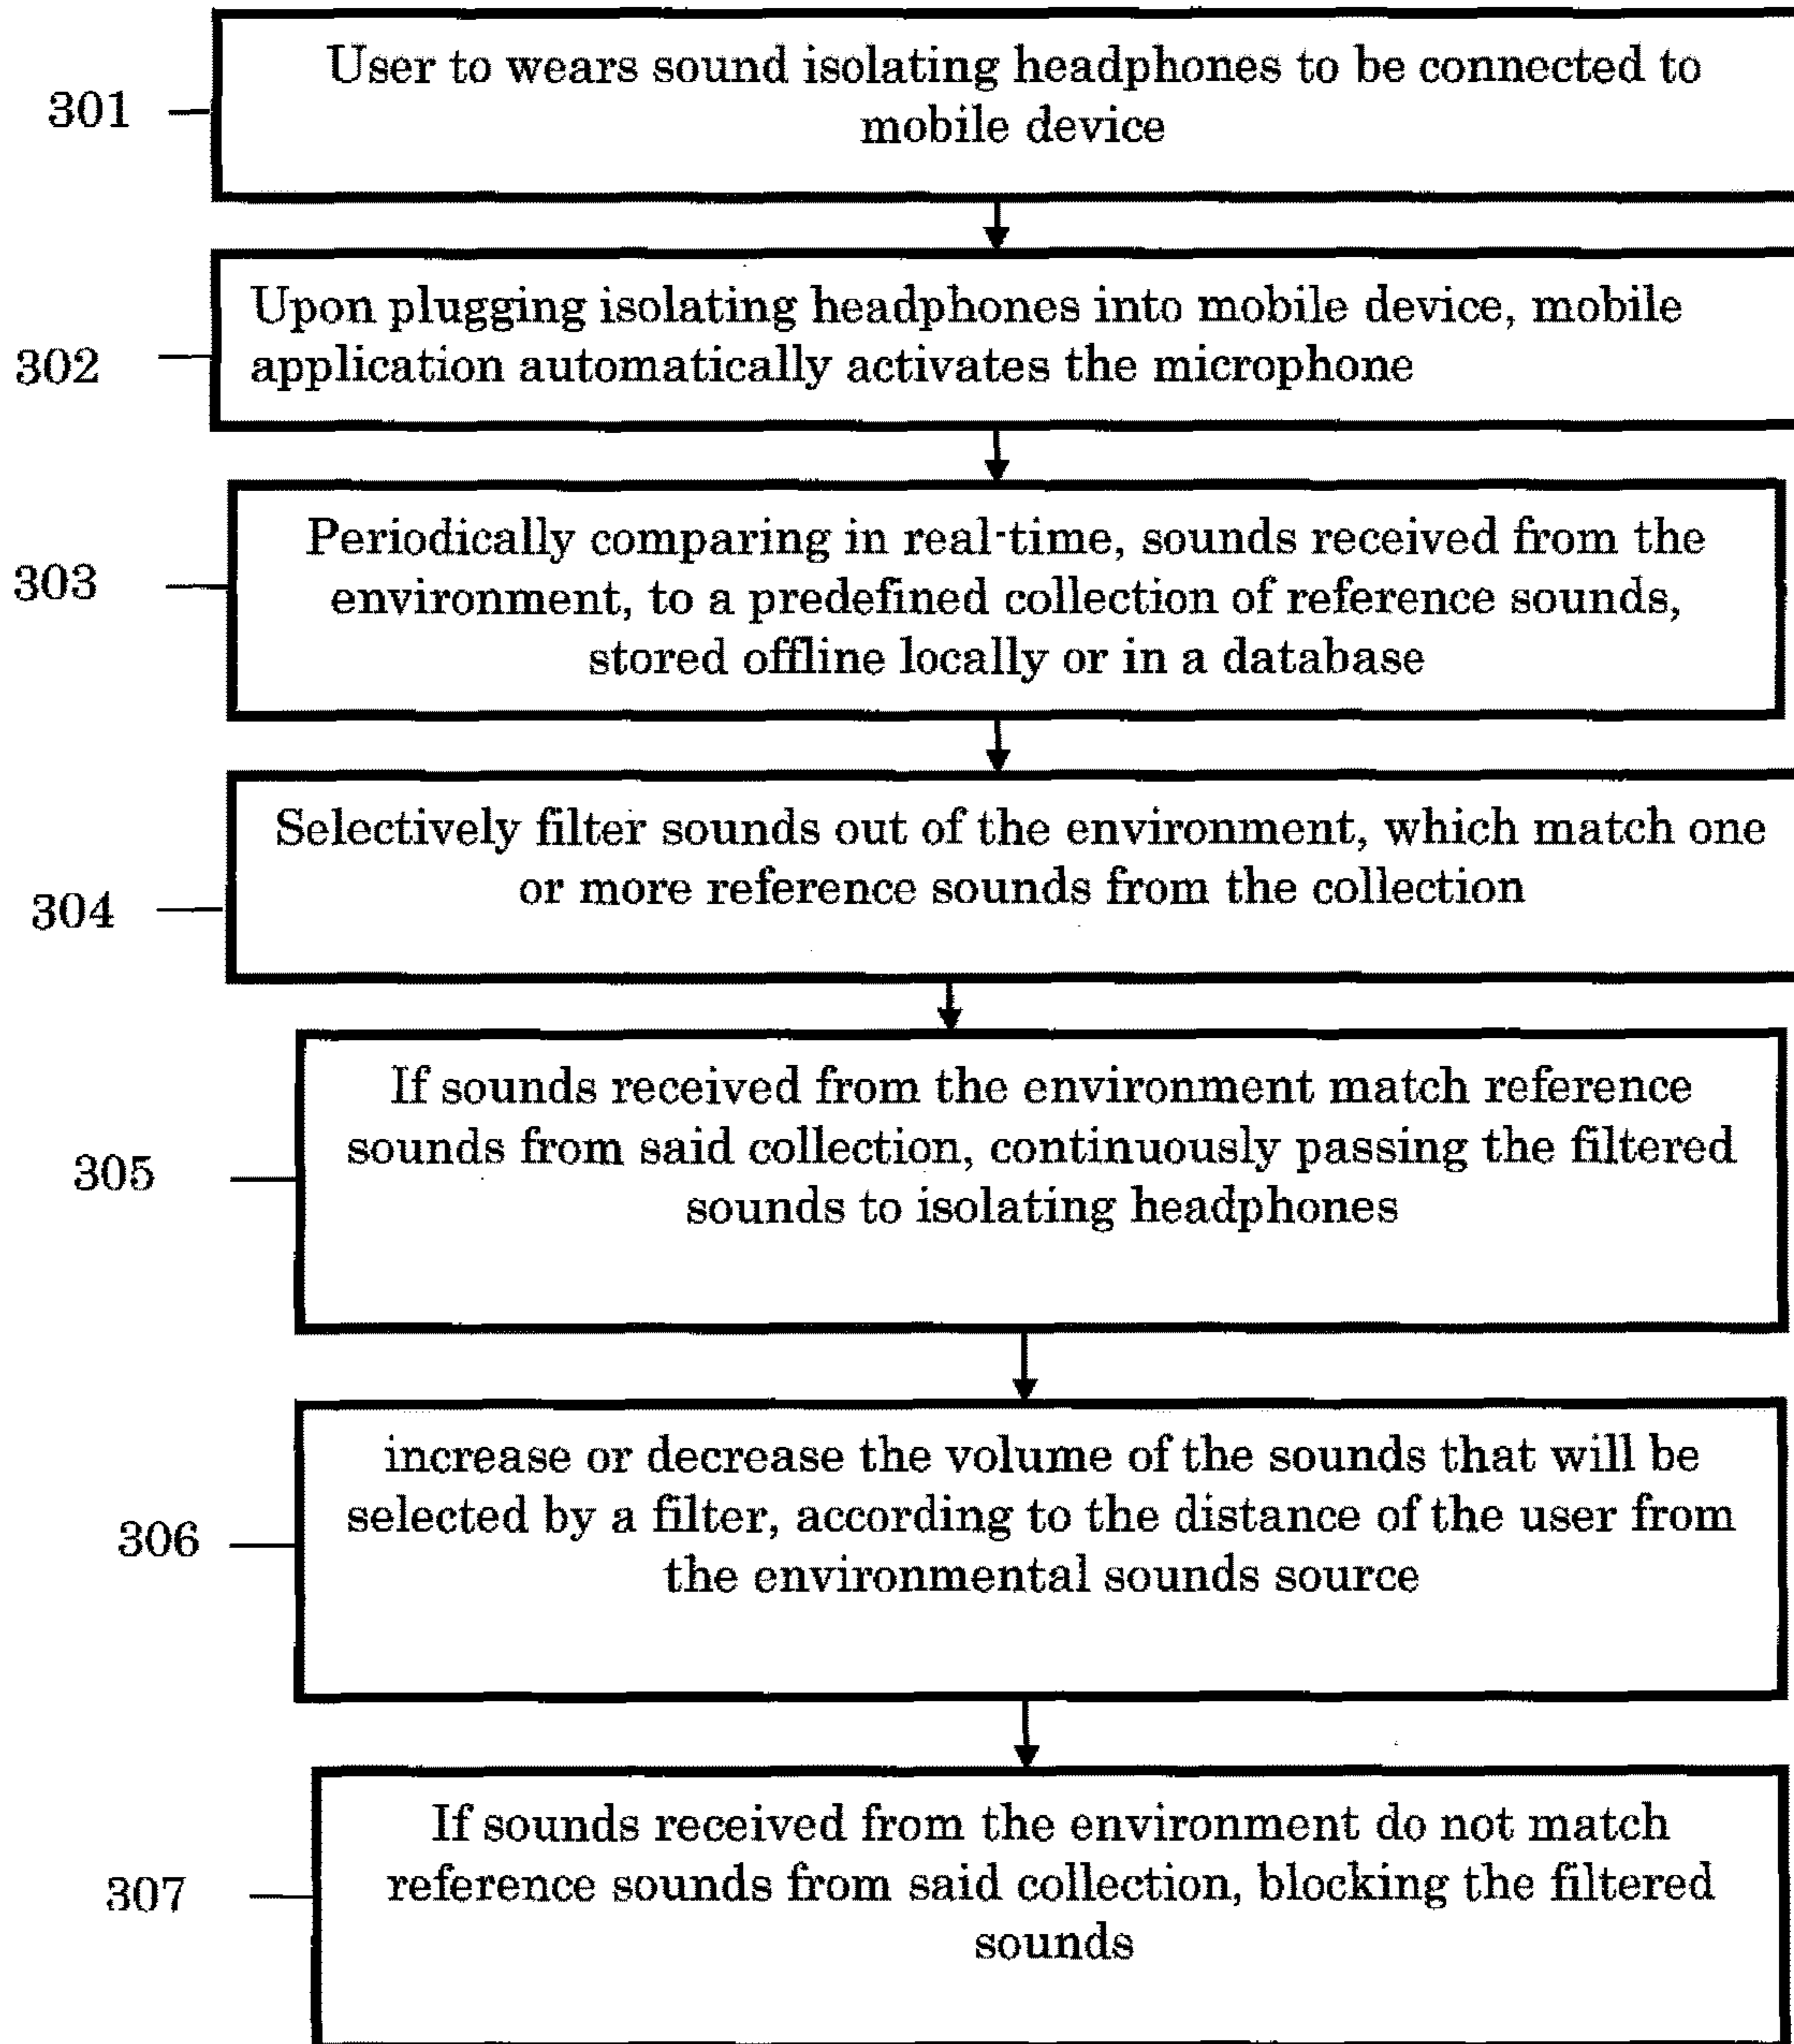 User to wears sound isolating headphones to be connected to
mobile device
301
Upon plugging isolating headphones into mobile device, mobile
application automatically activates the microphone
302
Periodically comparing in real-time, sounds received from the
environment, to a predefined collection of reference sounds,
stored offline locally or in a database
303
Selectively filter sounds out of the environment, which match one
or more reference sounds from the collection
304
If sounds received from the environment match reference
sounds from said collection, continuously passing the filtered
sounds to isolating headphones
305
increase or decrease the volume of the sounds that will be
selected by a filter, according to the distance of the user from
the environmental sounds source
306
If sounds received from the environment do not match
reference sounds from said collection, blocking the filtered
sounds
307